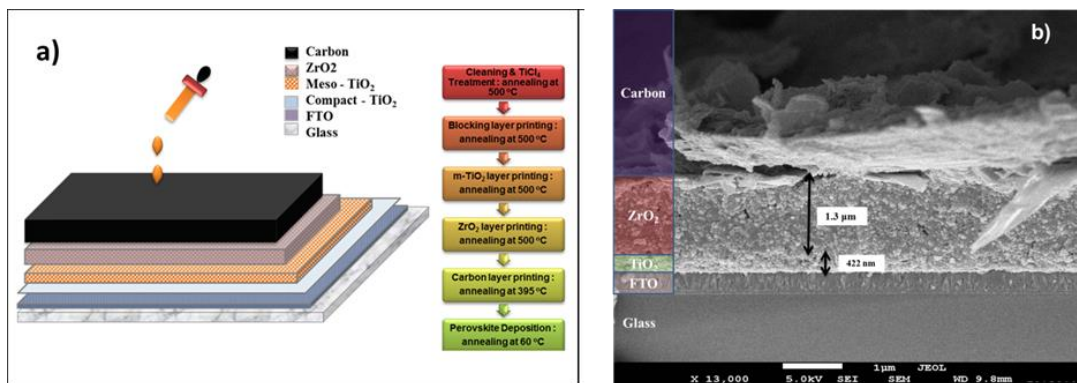 a)
Carbon
ZrO2
Meso - TiO₂
Compact - TiO₂
FTO
Glass
Cleaning & TiCl₄
Treatment : annealing at
500 °C
Blocking layer printing :
annealing at 500 °C
m-TiO₂ layer printing :
annealing at 500 °C
ZrO₂ layer printing :
annealing at 500 °C
Carbon layer printing :
annealing at 395 °C
Perovskite Deposition :
annealing at 60 °C
b)
Carbon
ZrO₂
TiO₂
FTO
Glass
1.3 µm
422 nm
1µm JEOL
X 13,000 5.0kV SEI SEM WD 9.8mm